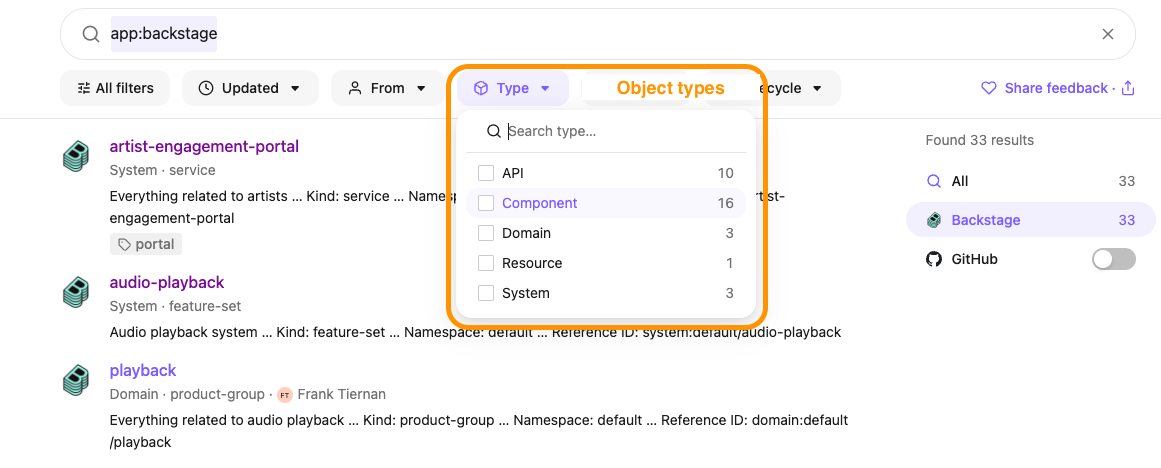 app:backstage
All filters
Updated
From
Type
Object types
ecycle
Share feedback ·
Search type...
API 10
Component 16
Domain 3
Resource 1
System 3
artist-engagement-portal
System · service
Everything related to artists ... Kind: service ... rtist-
engagement-portal
portal
audio-playback
System · feature-set
Audio playback system ... Kind: feature-set ... Namespace: default ... Reference ID: system:default/audio-playback
playback
Domain · product-group · FT Frank Tiernan
Everything related to audio playback ... Kind: product-group ... Namespace: default ... Reference ID: domain:default
/playback
Found 33 results
All 33
Backstage 33
GitHub